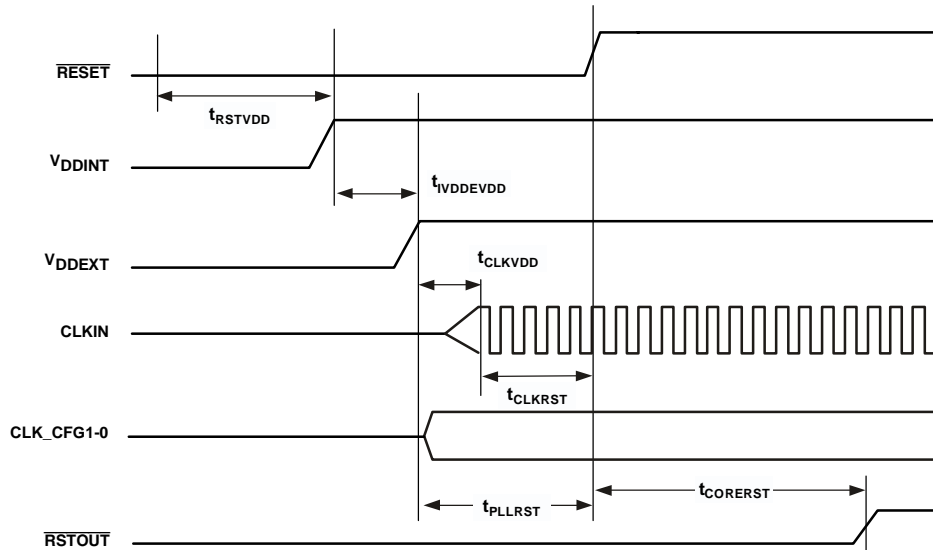 RESET
tRSTVDD
VDDINT
tIVDDEVDD
VDDEXT
tCLKVDD
CLKIN
tCLKRST
CLK_CFG1-0
tPLLRST
tCORERST
RSTOUT